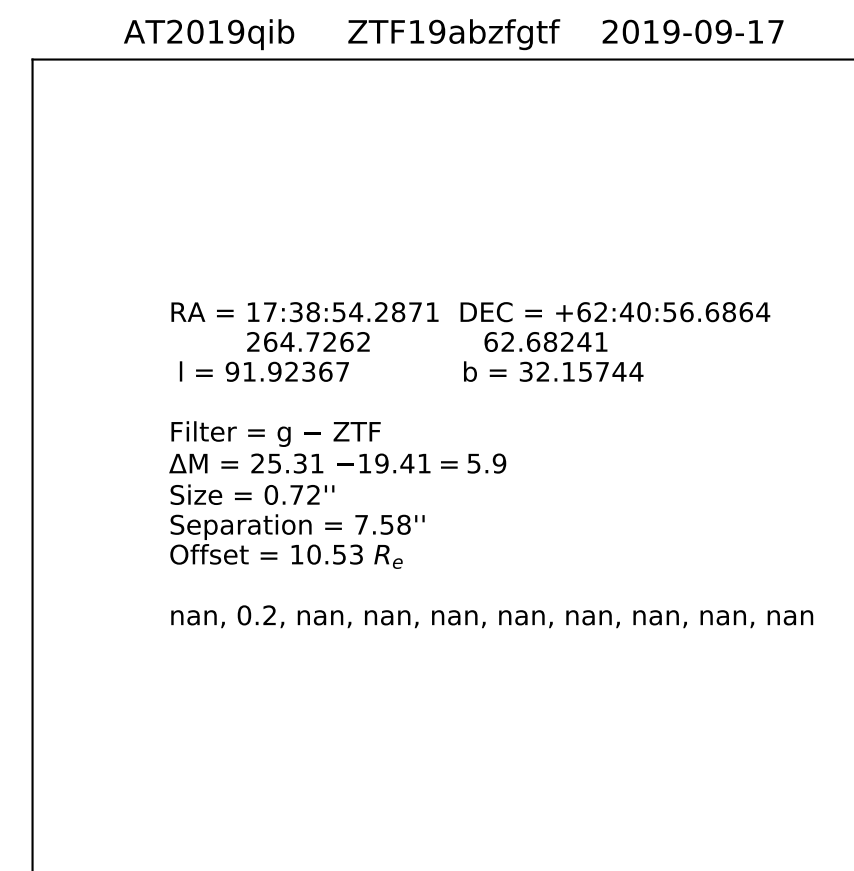 AT2019qib ZTF19abzfgtf 2019-09-17
RA = 17:38:54.2871 DEC = +62:40:56.6864
264.7262 62.68241
l = 91.92367 b = 32.15744
Filter = g − ZTF
ΔM = 25.31 −19.41 = 5.9
Size = 0.72''
Separation = 7.58''
Offset = 10.53 Re
nan, 0.2, nan, nan, nan, nan, nan, nan, nan, nan